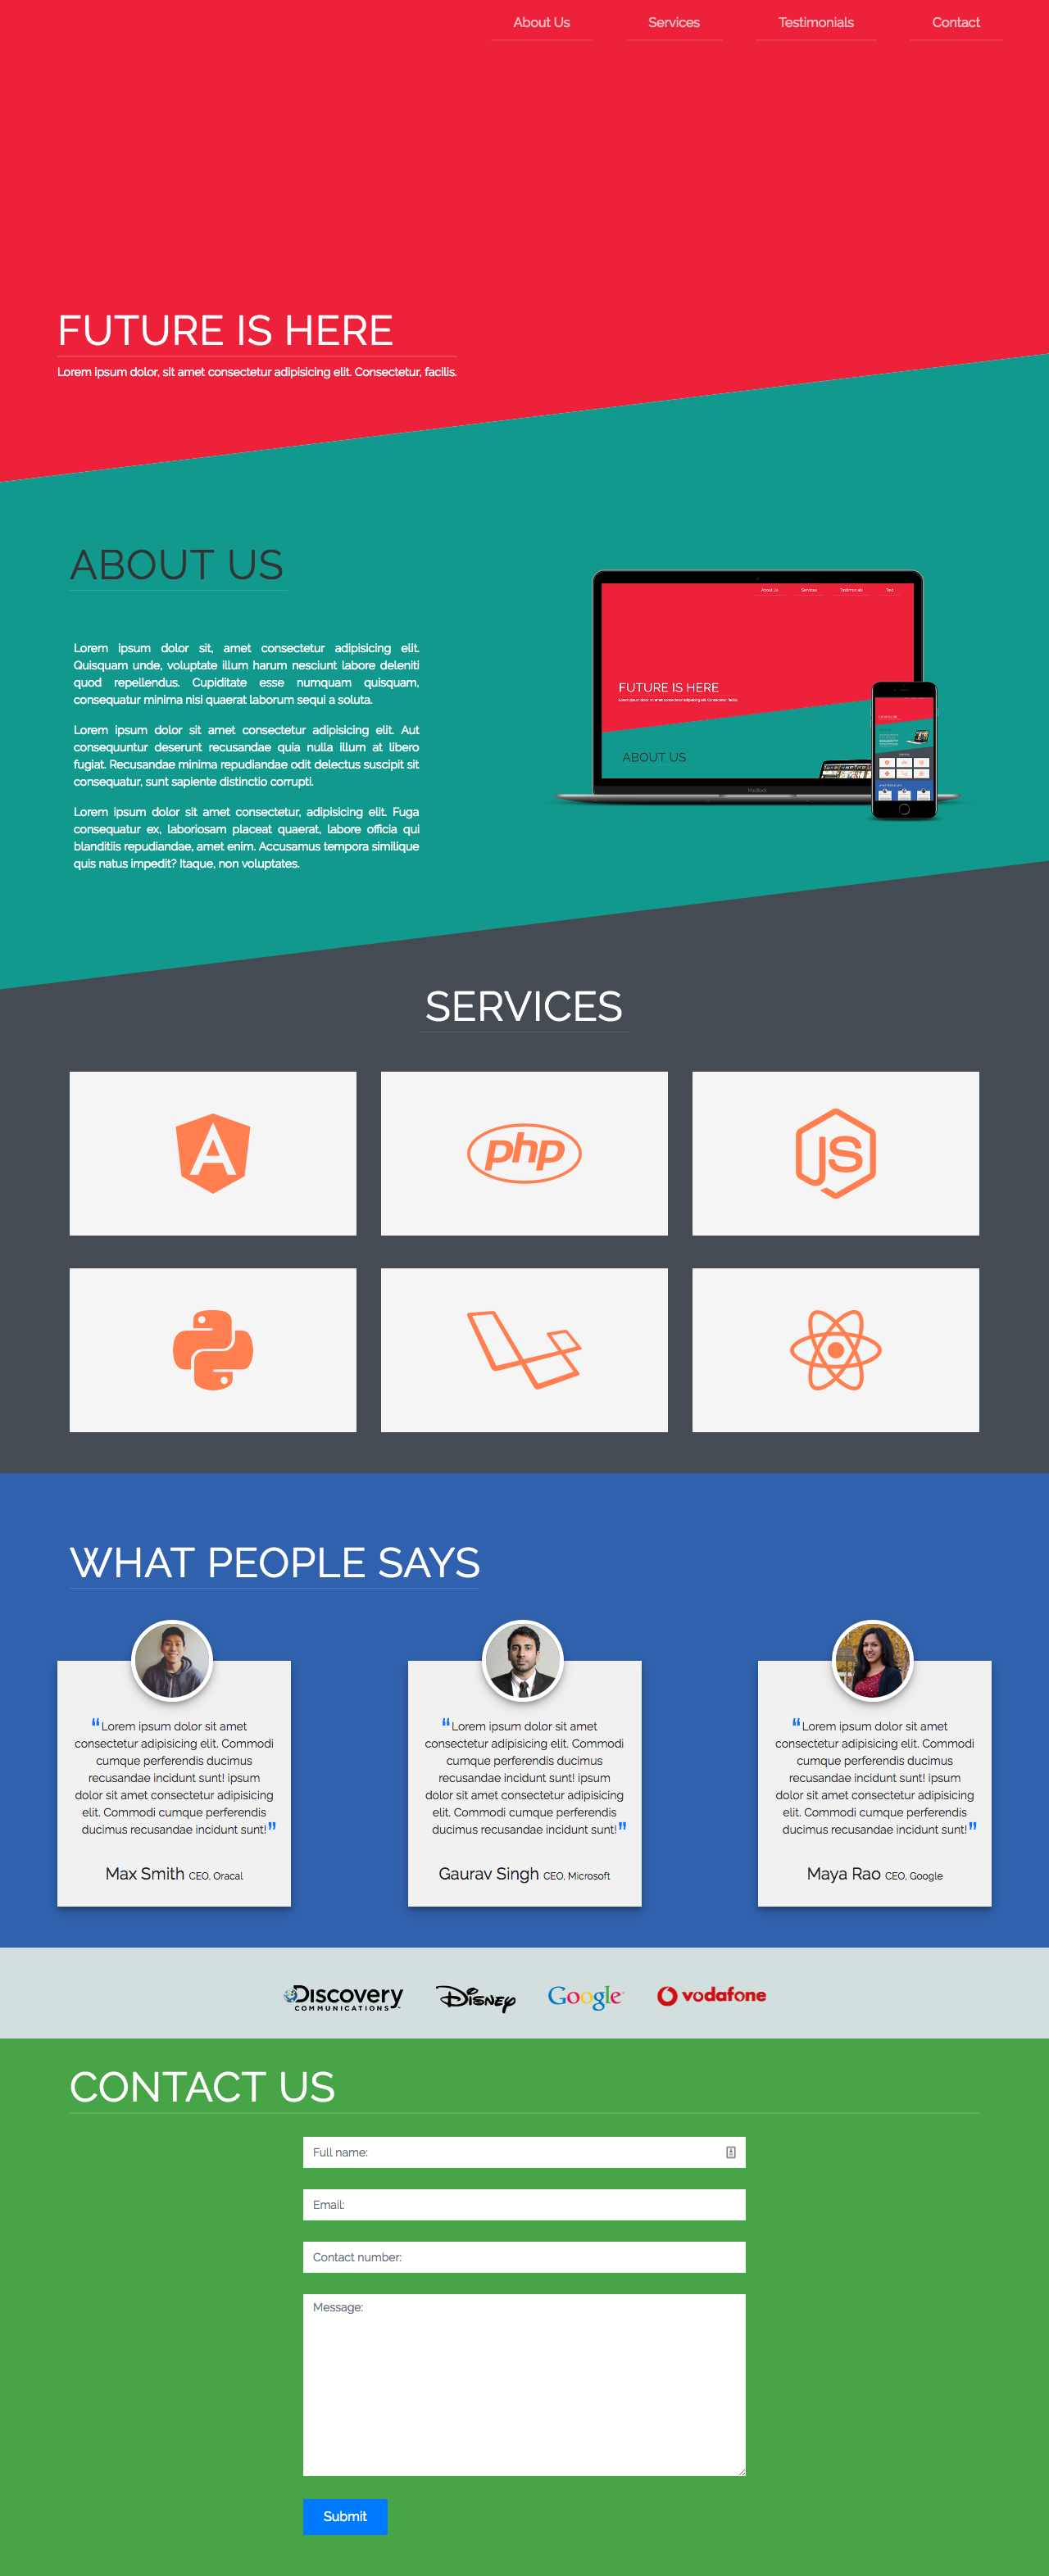 About Us Services Testimonials Contact
FUTURE IS HERE
Lorem ipsum dolor, sit amet consectetur adipisicing elit. Consectetur, facilis.
ABOUT US
Lorem ipsum dolor sit, amet consectetur adipisicing elit.
Quisquam unde, voluptate illum harum nesciunt labore deleniti
quod repellendus. Cupiditate esse numquam quisquam,
consequatur minima nisi quaerat laborum sequi a soluta.
Lorem ipsum dolor sit amet consectetur adipisicing elit. Aut
consequuntur deserunt recusandae quia nulla illum at libero
fugiat. Recusandae minima repudiandae odit delectus suscipit sit
consequatur, sunt sapiente distinctio corrupti.
Lorem ipsum dolor sit amet consectetur, adipisicing elit. Fuga
consequatur ex, laboriosam placeat quaerat, labore officia qui
blanditiis repudiandae, amet enim. Accusamus tempora similique
quis natus impedit? Itaque, non voluptates.
About Us Services Testimonials
FUTURE IS HERE
ABOUT US
SERVICES
A
php
JS
WHAT PEOPLE SAYS
“Lorem ipsum dolor sit amet
consectetur adipisicing elit. Commodi
cumque perferendis ducimus
recusandae incidunt sunt! ipsum
dolor sit amet consectetur adipisicing
elit. Commodi cumque perferendis
ducimus recusandae incidunt sunt!”
Max Smith CEO, Oracal
“Lorem ipsum dolor sit amet
consectetur adipisicing elit. Commodi
cumque perferendis ducimus
recusandae incidunt sunt! ipsum
dolor sit amet consectetur adipisicing
elit. Commodi cumque perferendis
ducimus recusandae incidunt sunt!”
Gaurav Singh CEO, Microsoft
“Lorem ipsum dolor sit amet
consectetur adipisicing elit. Commodi
cumque perferendis ducimus
recusandae incidunt sunt! ipsum
dolor sit amet consectetur adipisicing
elit. Commodi cumque perferendis
ducimus recusandae incidunt sunt!”
Maya Rao CEO, Google
Discovery
COMMUNICATIONS
Disney
Google
vodafone
CONTACT US
Full name:
Email:
Contact number:
Message:
Submit